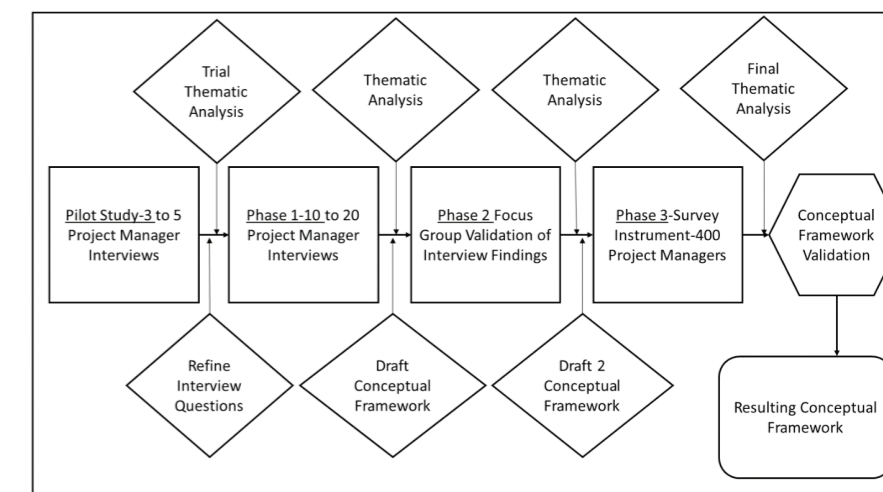 Trial
Thematic
Analysis
Thematic
Analysis
Thematic
Analysis
Final
Thematic
Analysis
Pilot Study-3 to 5
Project Manager
Interviews
Phase 1-10 to 20
Project Manager
Interviews
Phase 2 Focus
Group Validation of
Interview Findings
Phase 3-Survey
Instrument-400
Project Managers
Conceptual
Framework
Validation
Refine
Interview
Questions
Draft
Conceptual
Framework
Draft 2
Conceptual
Framework
Resulting Conceptual
Framework